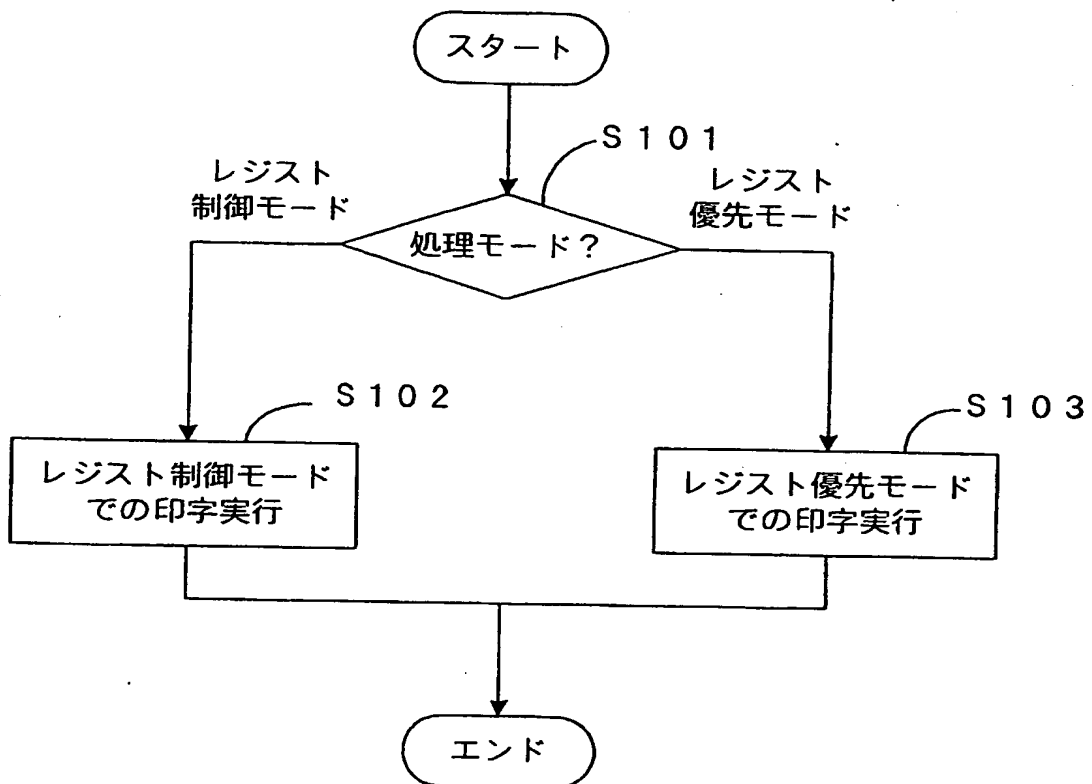 スタート
S101
レジスト
制御モード
レジスト
優先モード
処理モード?
S102
S103
レジスト制御モード
での印字実行
レジスト優先モード
での印字実行
エンド